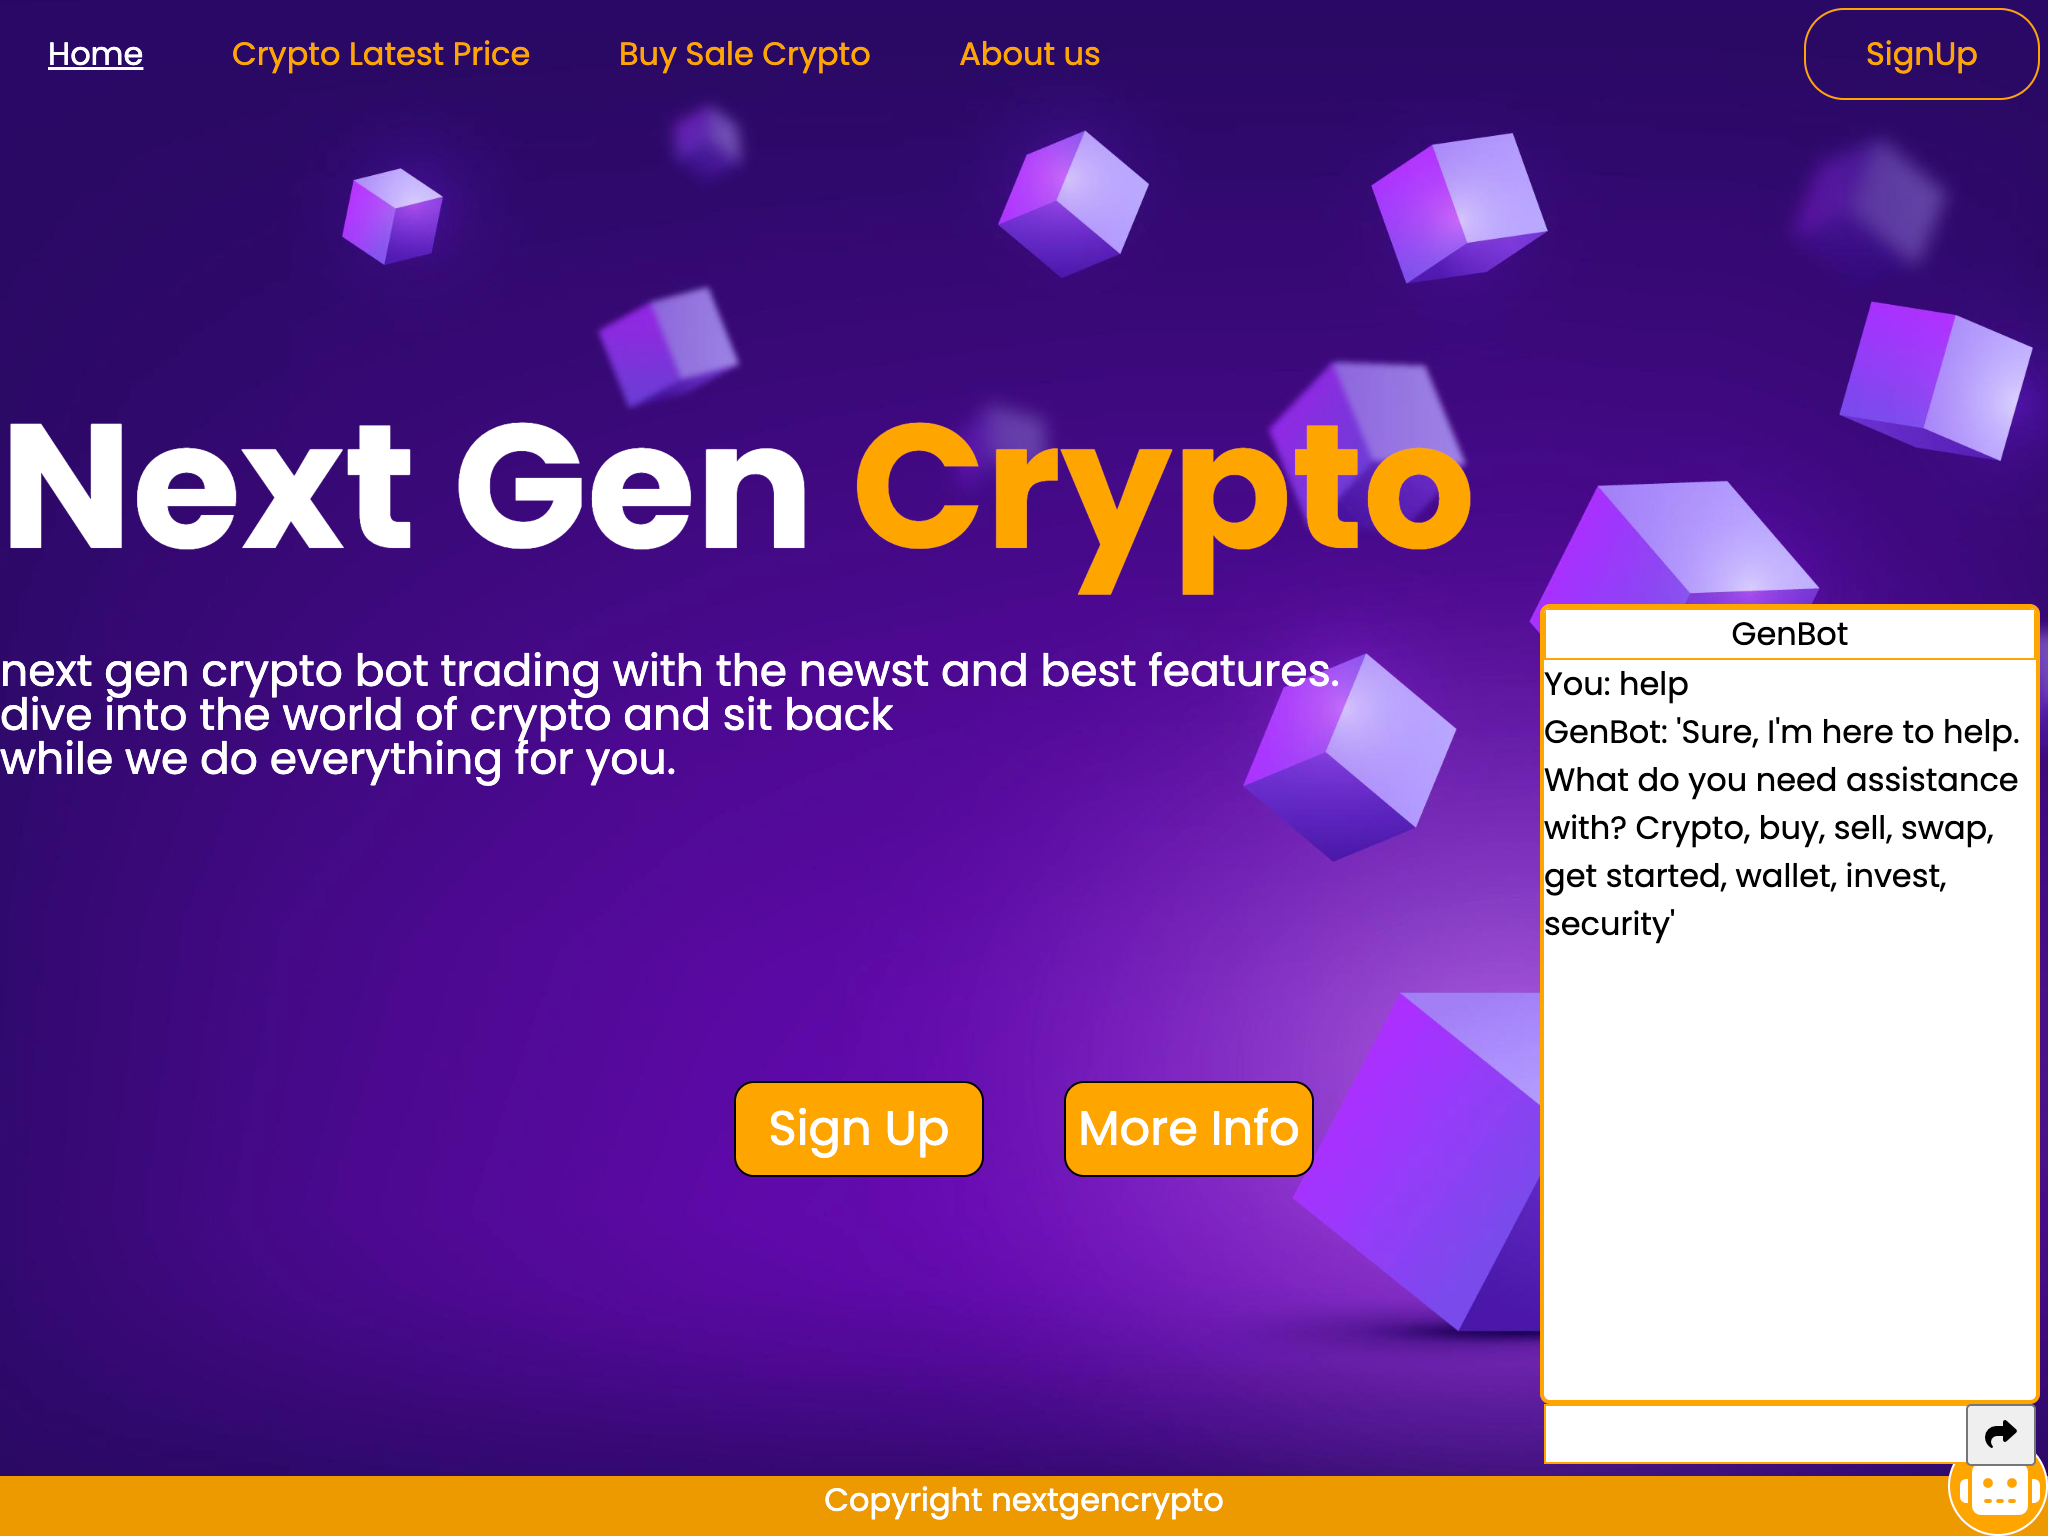 Home
Crypto Latest Price
Buy Sale Crypto
About us
SignUp
Next Gen Crypto
next gen crypto bot trading with the newst and best features.
dive into the world of crypto and sit back
while we do everything for you.
Sign Up
More Info
GenBot
You: help
GenBot: 'Sure, I'm here to help.
What do you need assistance
with? Crypto, buy, sell, swap,
get started, wallet, invest,
security'
Copyright nextgencrypto